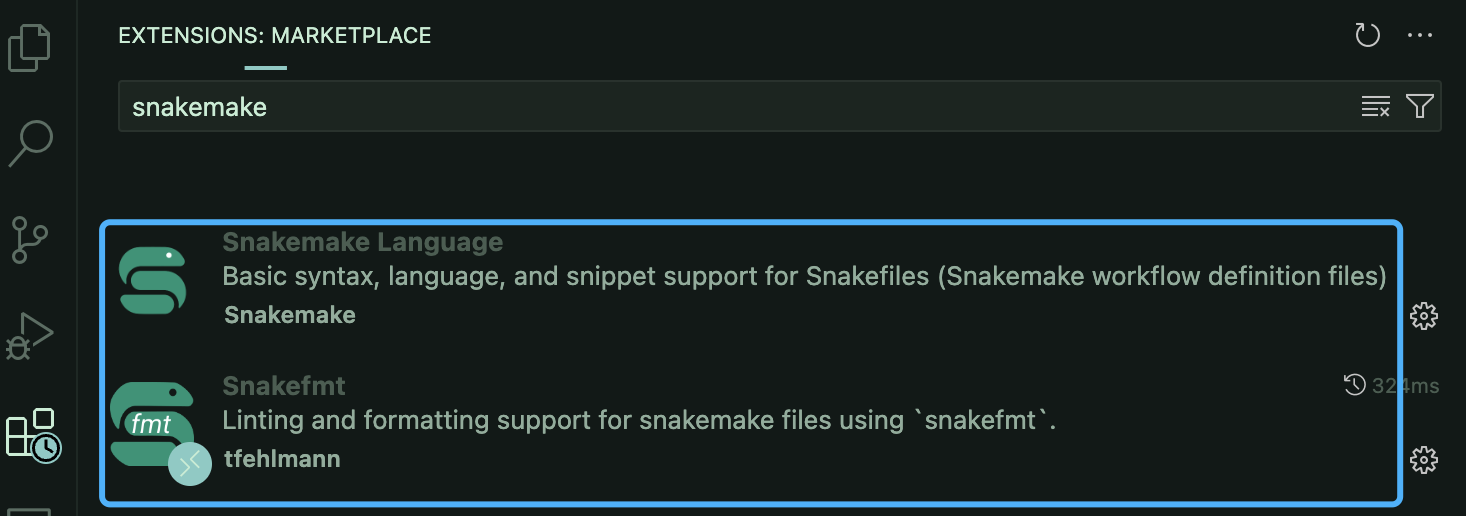 EXTENSIONS: MARKETPLACE
snakemake
Snakemake Language
Basic syntax, language, and snippet support for Snakefiles (Snakemake workflow definition files)
Snakemake
Snakefmt
324ms
fmt
Linting and formatting support for snakemake files using `snakefmt`.
tfehlmann